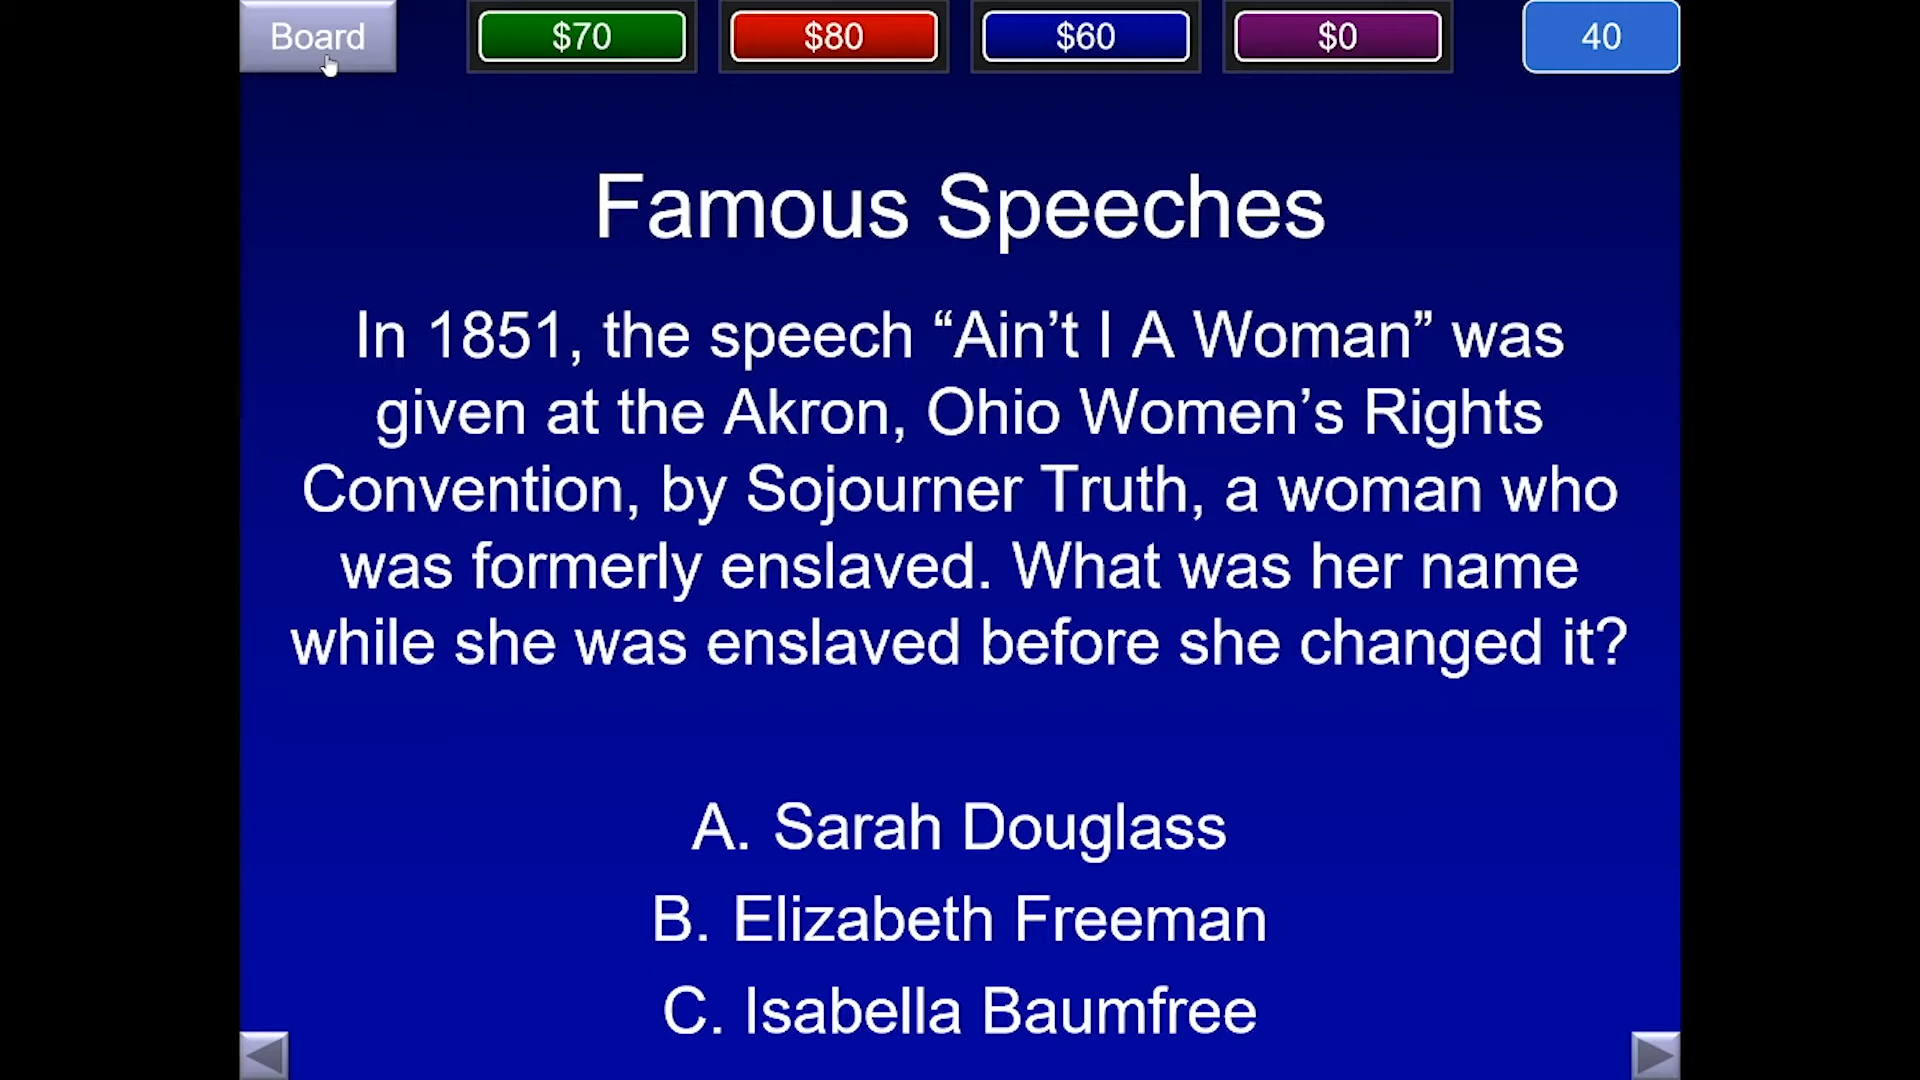 Board
$70
$80
$60
$0
40
Famous Speeches
In 1851, the speech “Ain’t I A Woman” was
given at the Akron, Ohio Women’s Rights
Convention, by Sojourner Truth, a woman who
was formerly enslaved. What was her name
while she was enslaved before she changed it?
A. Sarah Douglass
B. Elizabeth Freeman
C. Isabella Baumfree